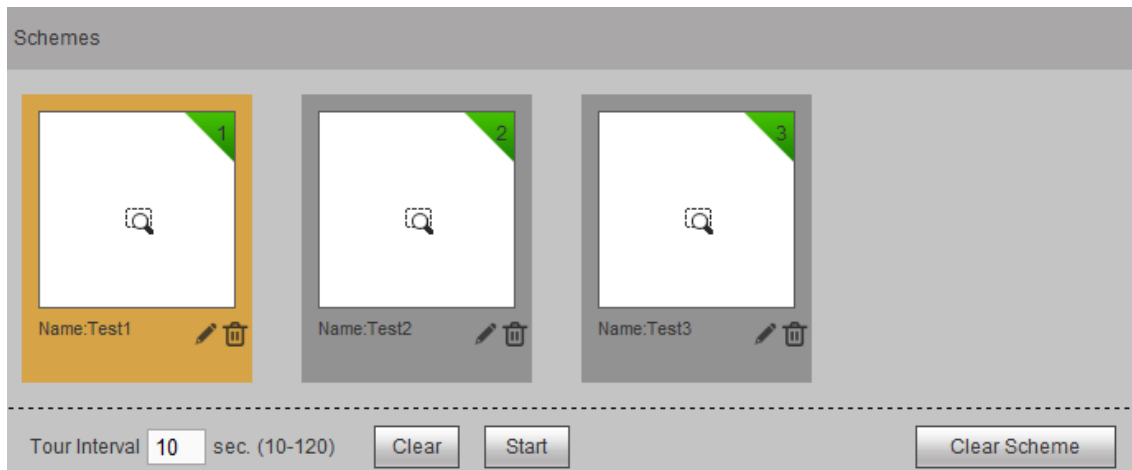 Schemes
1 2 3
Name:Test1 Name:Test2 Name:Test3
Tour Interval 10 sec. (10-120) Clear Start Clear Scheme